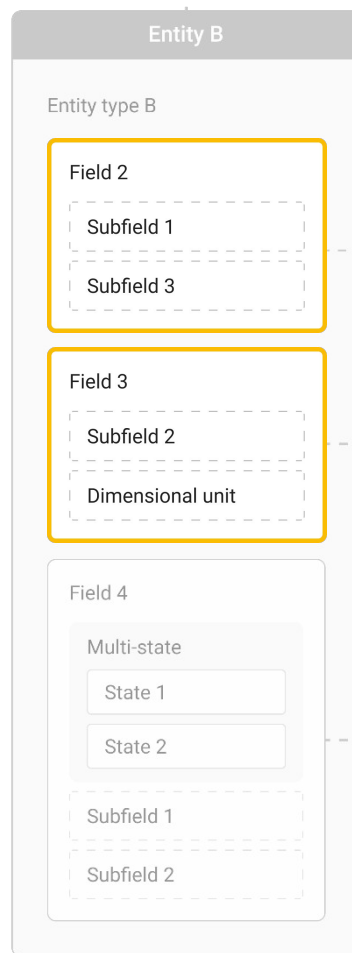 Entity B
Entity type B
Field 2
Subfield 1
Subfield 3
Field 3
Subfield 2
Dimensional unit
Field 4
Multi-state
State 1
State 2
Subfield 1
Subfield 2